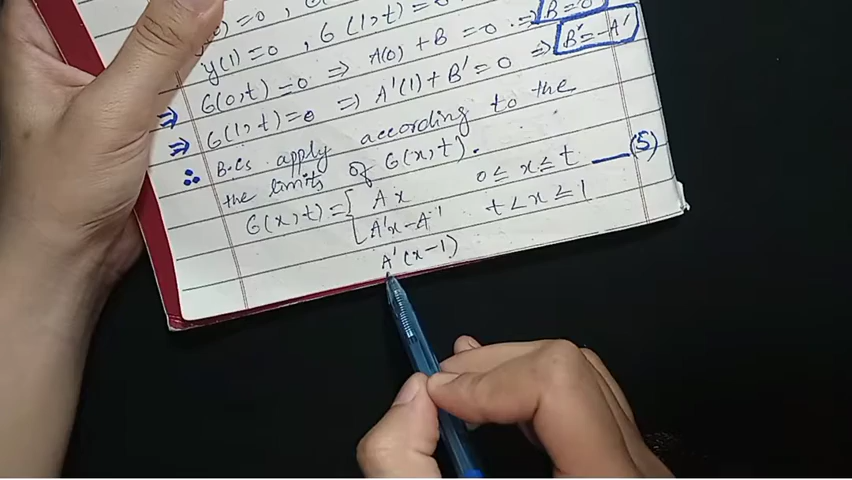 y(1)=0 , G(1,t)=
G(0,t)=0 ⇒ A(0)+B=0 ⇒ B=0
⇒ G(1,t)=0 ⇒ A'(1)+B'=0 ⇒ B'=-A'
∴ B.Cs apply according to the
the limits of G(x,t).
G(x,t)=[ Ax 0≤x≤t —(5)
[ A'x-A' t<x≤1
A'(x-1)